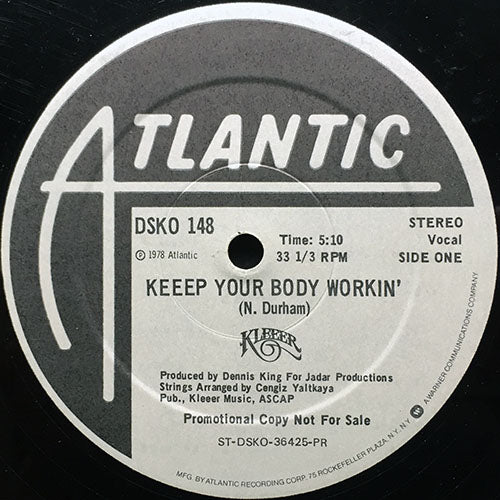 ATLANTIC
DSKO 148
℗ 1978 Atlantic
Time: 5:10
33 1/3 RPM
STEREO
Vocal
SIDE ONE
KEEEP YOUR BODY WORKIN'
(N. Durham)
KLEEER
Produced by Dennis King For Jadar Productions
Strings Arranged by Cengiz Yaltkaya
Pub., Kleeer Music, ASCAP
Promotional Copy Not For Sale
ST-DSKO-36425-PR
MFG. BY ATLANTIC RECORDING CORP. 75 ROCKEFELLER PLAZA, N.Y. N.Y. A WARNER COMMUNICATIONS COMPANY